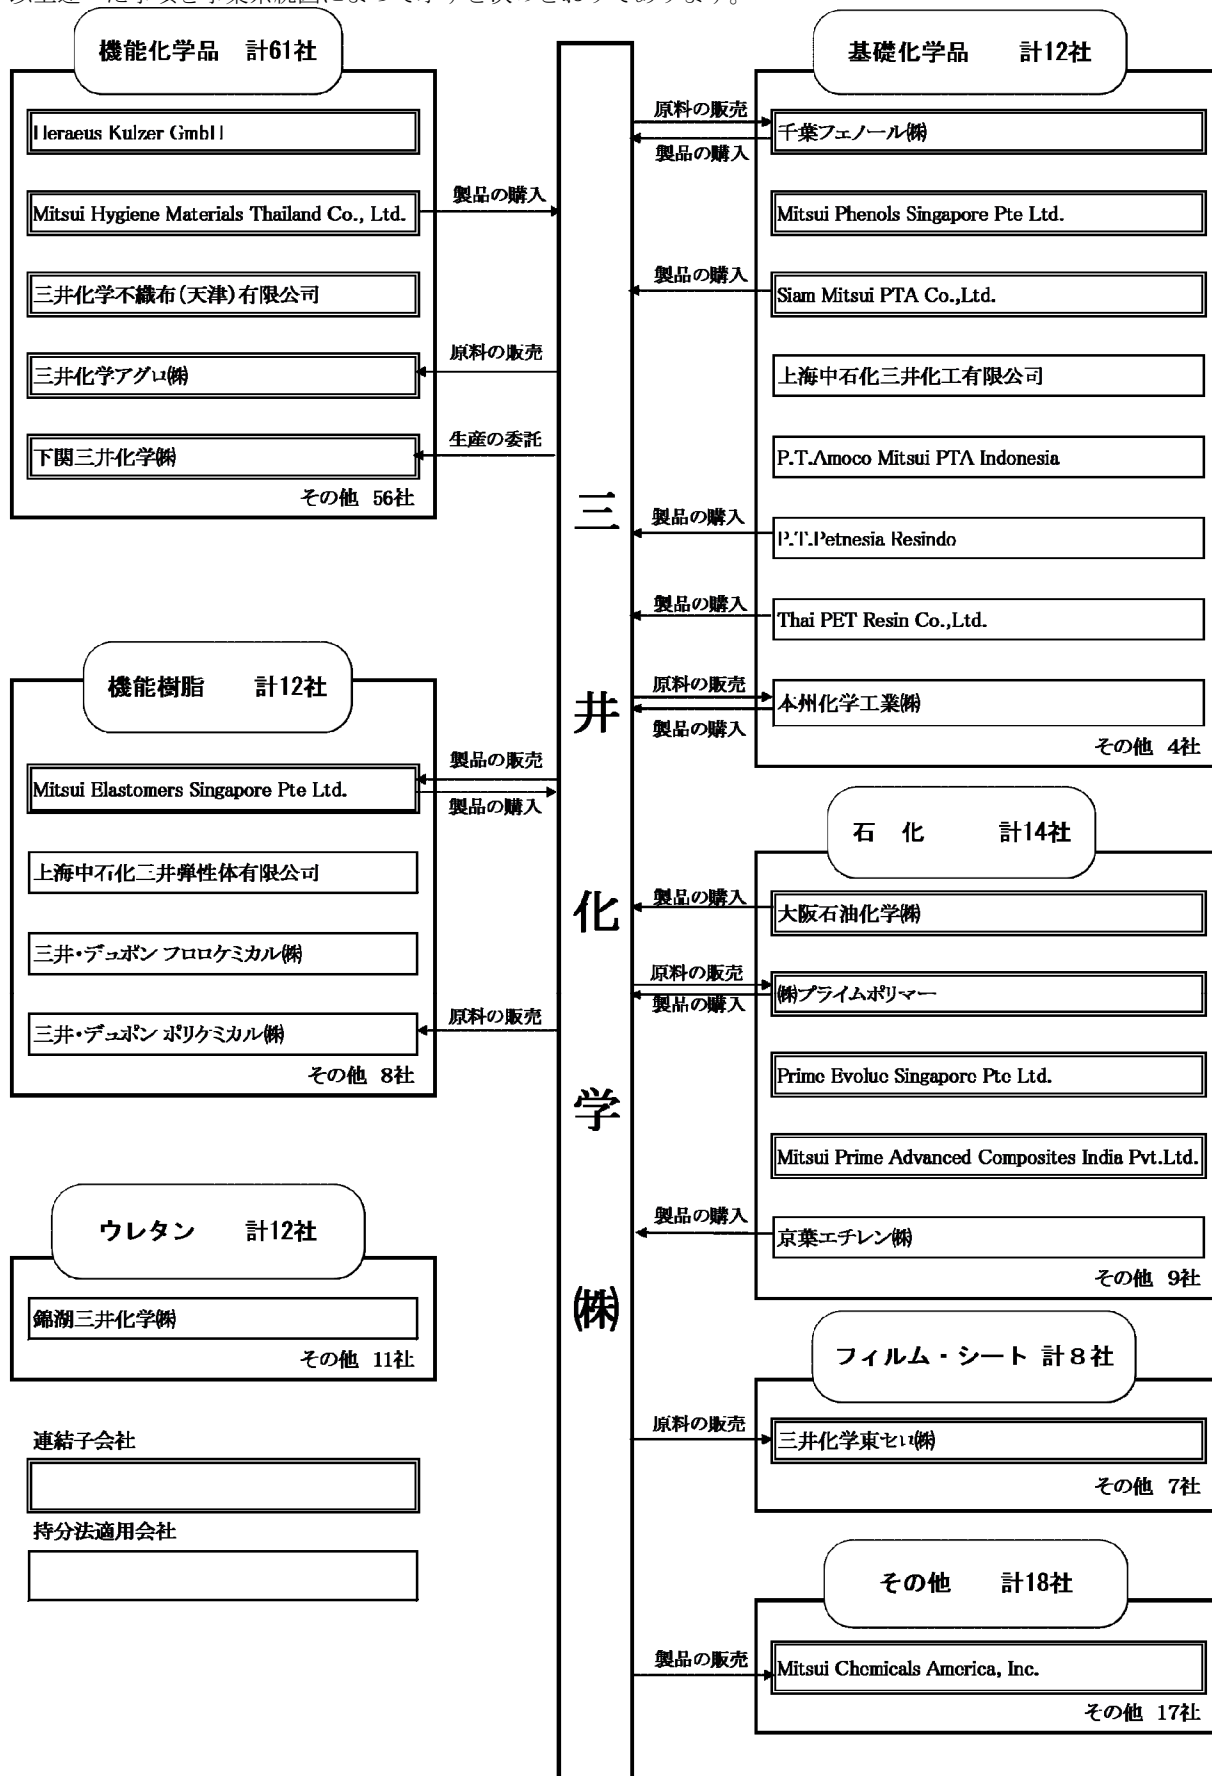 機能化学品 計61社
Heraeus Kulzer GmbH
Mitsui Hygiene Materials Thailand Co., Ltd.
製品の購入
三井化学不織布(天津)有限公司
三井化学アグロ㈱
原料の販売
下関三井化学㈱
生産の委託
その他 56社
機能樹脂 計12社
Mitsui Elastomers Singapore Pte Ltd.
製品の販売
製品の購入
上海中石化三井弾性体有限公司
三井・デュポン フロロケミカル㈱
三井・デュポン ポリケミカル㈱
原料の販売
その他 8社
ウレタン 計12社
錦湖三井化学㈱
その他 11社
連結子会社
持分法適用会社
三井化学㈱
基礎化学品 計12社
原料の販売
千葉フェノール㈱
製品の購入
Mitsui Phenols Singapore Pte Ltd.
製品の購入
Siam Mitsui PTA Co.,Ltd.
上海中石化三井化工有限公司
P.T.Amoco Mitsui PTA Indonesia
製品の購入
P.T.Petnesia Resindo
製品の購入
Thai PET Resin Co.,Ltd.
原料の販売
本州化学工業㈱
製品の購入
その他 4社
石 化 計14社
製品の購入
大阪石油化学㈱
原料の販売
㈱プライムポリマー
製品の購入
Prime Evolue Singapore Pte Ltd.
Mitsui Prime Advanced Composites India Pvt.Ltd.
製品の購入
京葉エチレン㈱
その他 9社
フィルム・シート 計8社
原料の販売
三井化学東セロ㈱
その他 7社
その他 計18社
製品の販売
Mitsui Chemicals America, Inc.
その他 17社